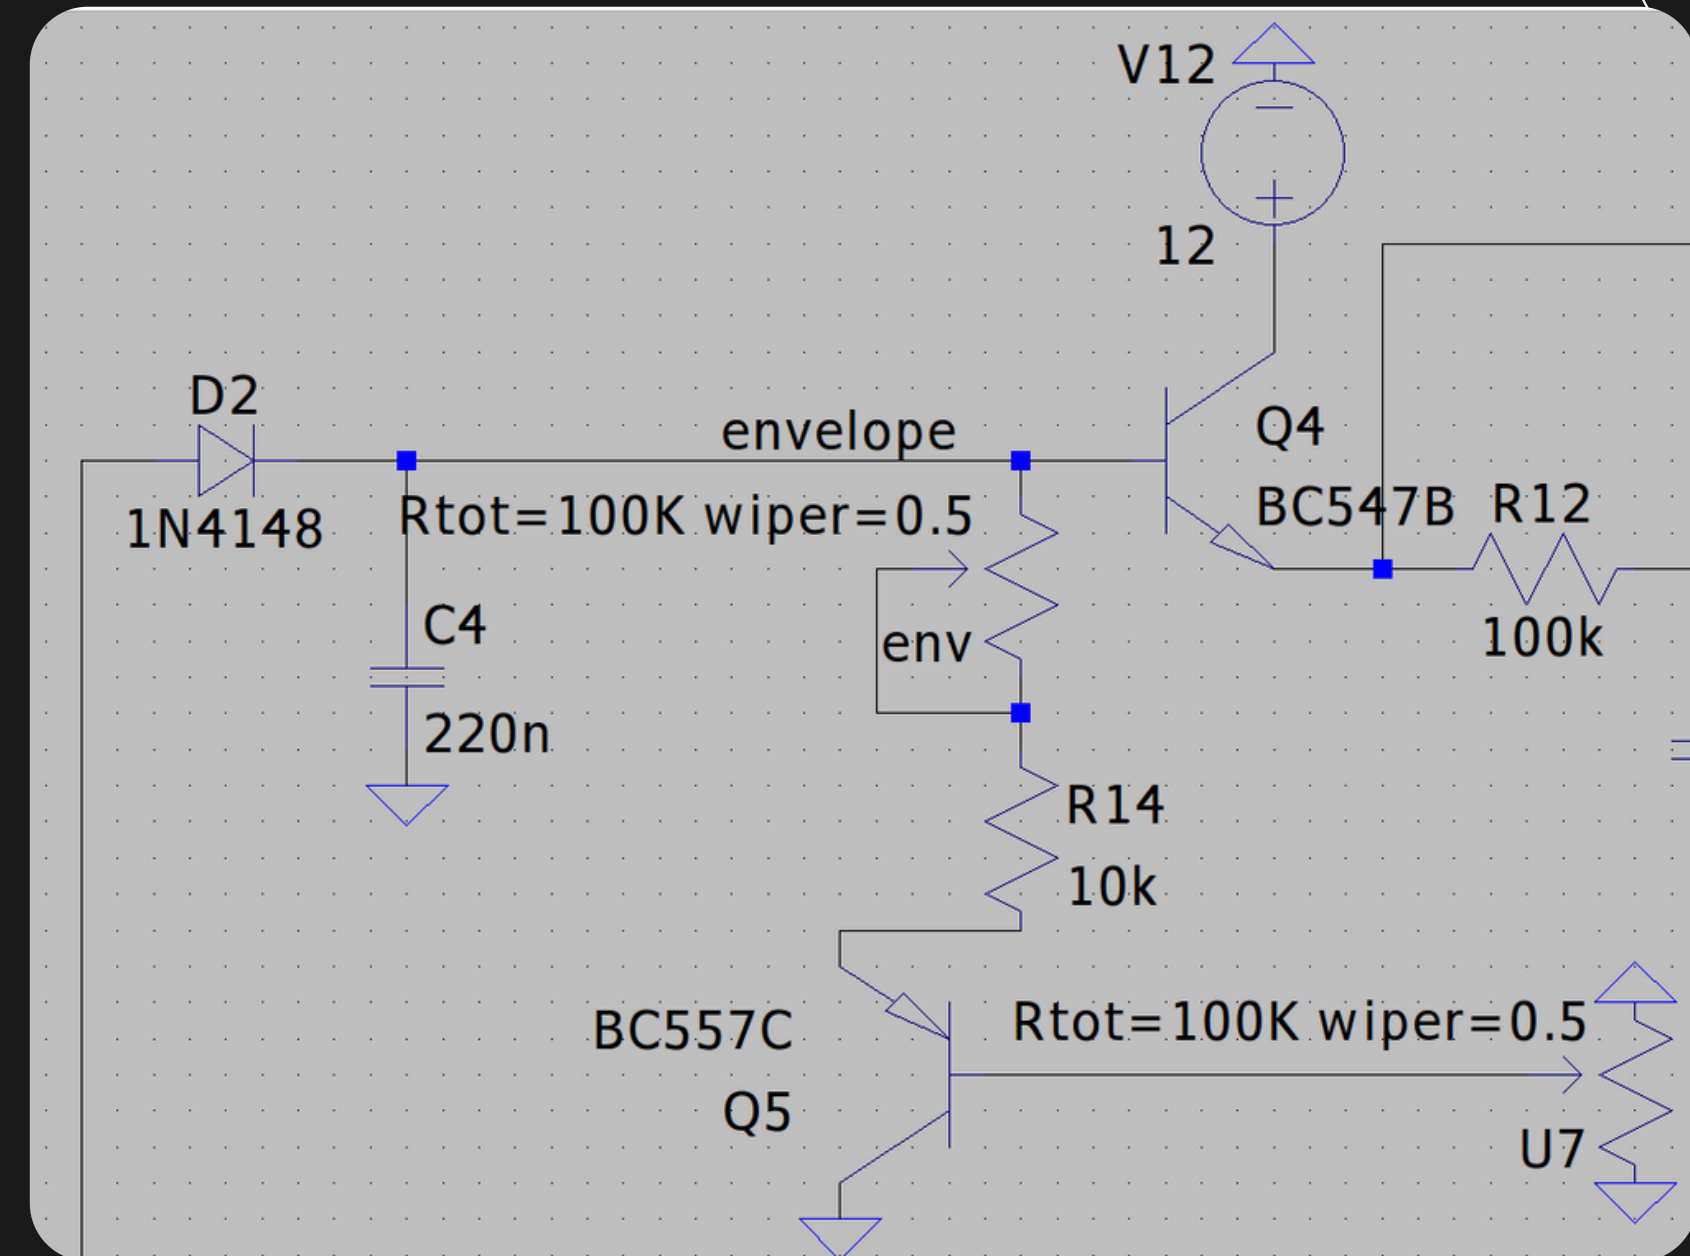 V12
12
D2
1N4148
envelope
Rtot=100K wiper=0.5
Q4
BC547B
R12
100k
C4
220n
env
R14
10k
BC557C
Q5
Rtot=100K wiper=0.5
U7